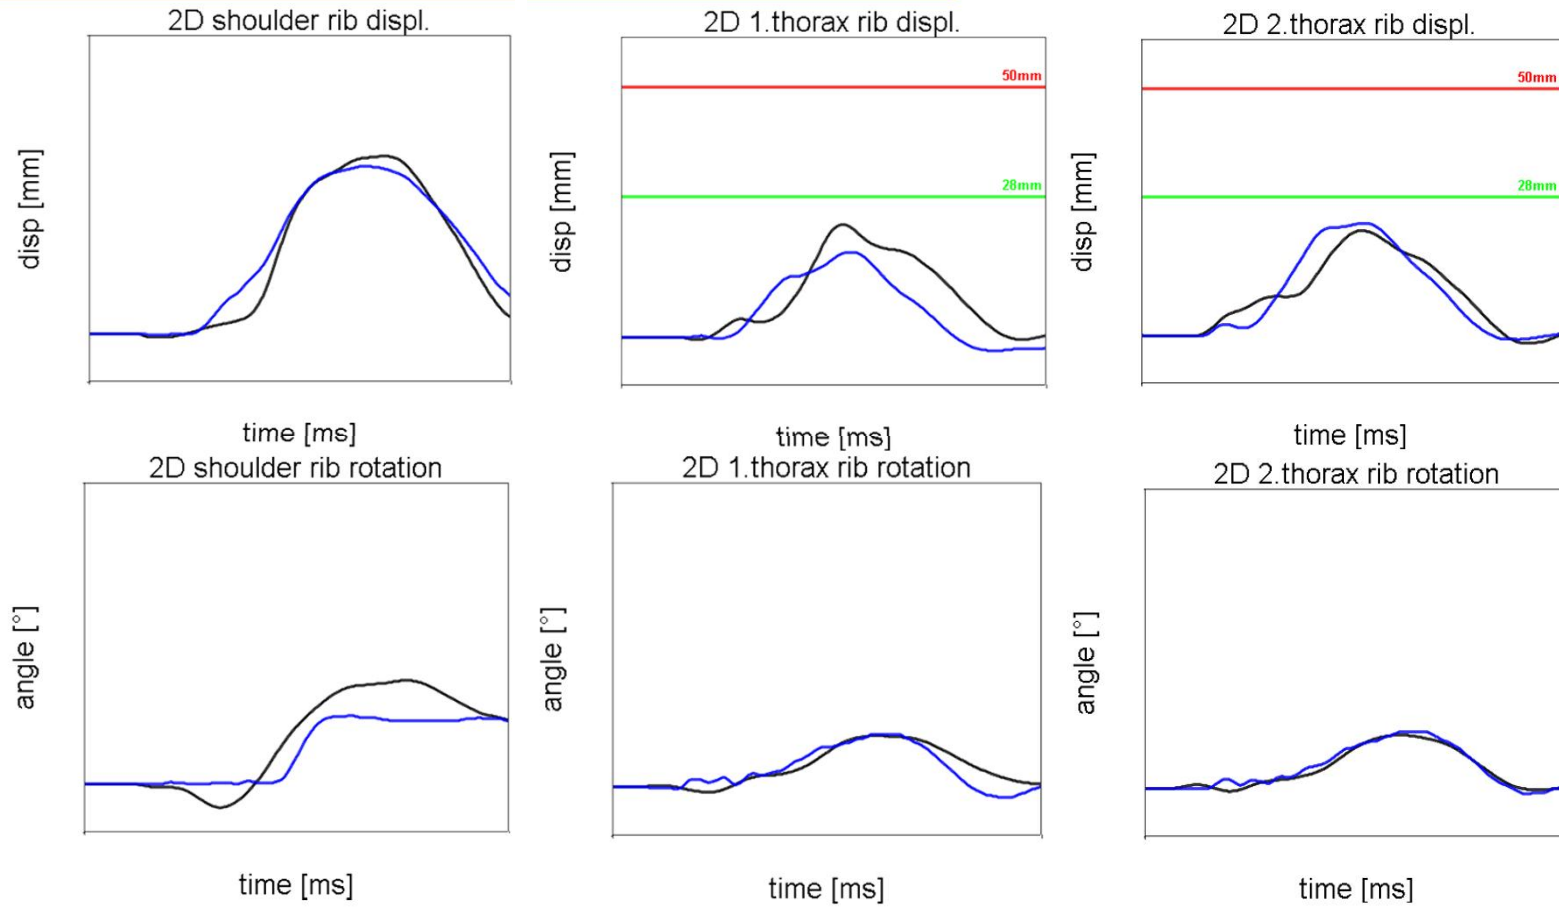 2D shoulder rib displ.
2D 1.thorax rib displ.
2D 2.thorax rib displ.
50mm
50mm
disp [mm]
disp [mm]
disp [mm]
28mm
28mm
time [ms]
time [ms]
time [ms]
2D shoulder rib rotation
2D 1.thorax rib rotation
2D 2.thorax rib rotation
angle [°]
angle [°]
angle [°]
time [ms]
time [ms]
time [ms]